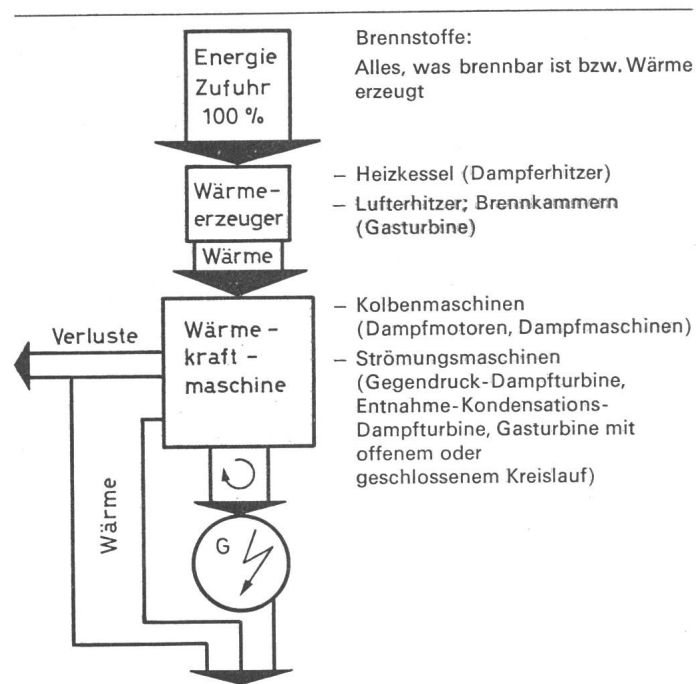 Energie
Zufuhr
100 %
Brennstoffe:
Alles, was brennbar ist bzw. Wärme
erzeugt
Wärme-
erzeuger
– Heizkessel (Dampferhitzer)
– Lufterhitzer; Brennkammern
(Gasturbine)
Wärme
Verluste
Wärme-
kraft-
maschine
– Kolbenmaschinen
(Dampfmotoren, Dampfmaschinen)
– Strömungsmaschinen
(Gegendruck-Dampfturbine,
Entnahme-Kondensations-
Dampfturbine, Gasturbine mit
offenem oder
geschlossenem Kreislauf)
Wärme
G